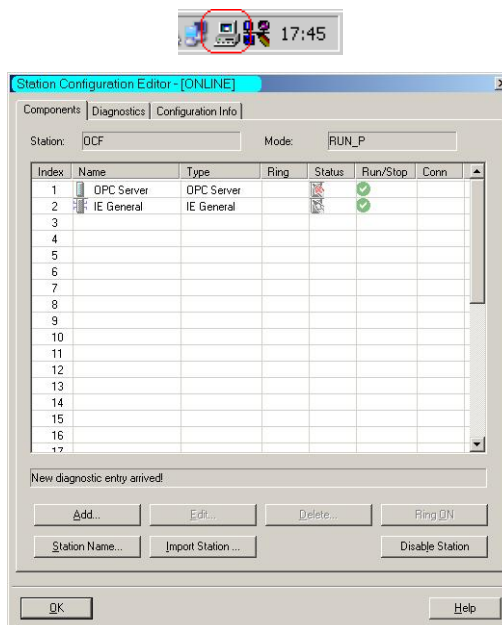 17:45
Station Configuration Editor - [ONLINE]
Components Diagnostics Configuration Info
Station: OCF Mode: RUN_P
Index Name Type Ring Status Run/Stop Conn
1 OPC Server OPC Server
2 IE General IE General
3
4
5
6
7
8
9
10
11
12
13
14
15
16
17
New diagnostic entry arrived!
Add... Edit... Delete... Ring ON
Station Name... Import Station ... Disable Station
OK Help